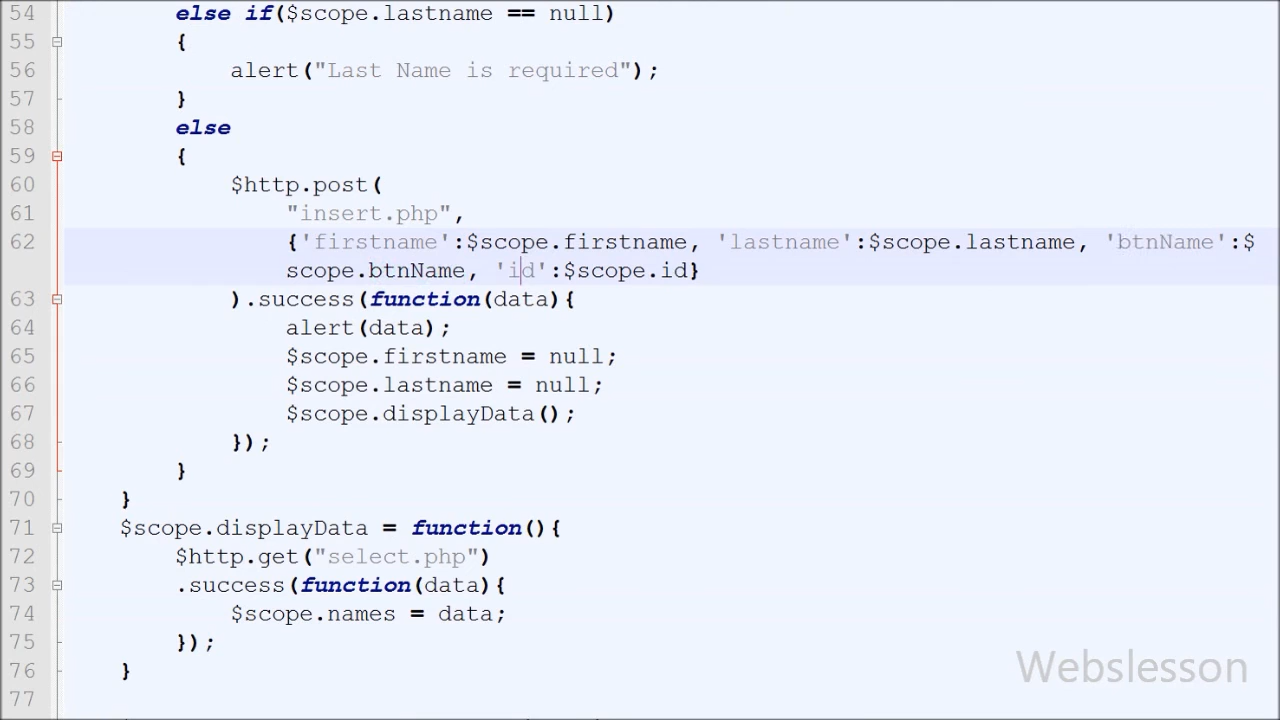 54 else if($scope.lastname == null)
55 {
56 alert("Last Name is required");
57 }
58 else
59 {
60 $http.post(
61 "insert.php",
62 {'firstname':$scope.firstname, 'lastname':$scope.lastname, 'btnName':$
scope.btnName, 'id':$scope.id}
63 ).success(function(data){
64 alert(data);
65 $scope.firstname = null;
66 $scope.lastname = null;
67 $scope.displayData();
68 });
69 }
70 }
71 $scope.displayData = function(){
72 $http.get("select.php")
73 .success(function(data){
74 $scope.names = data;
75 });
76 }
77
Webslesson